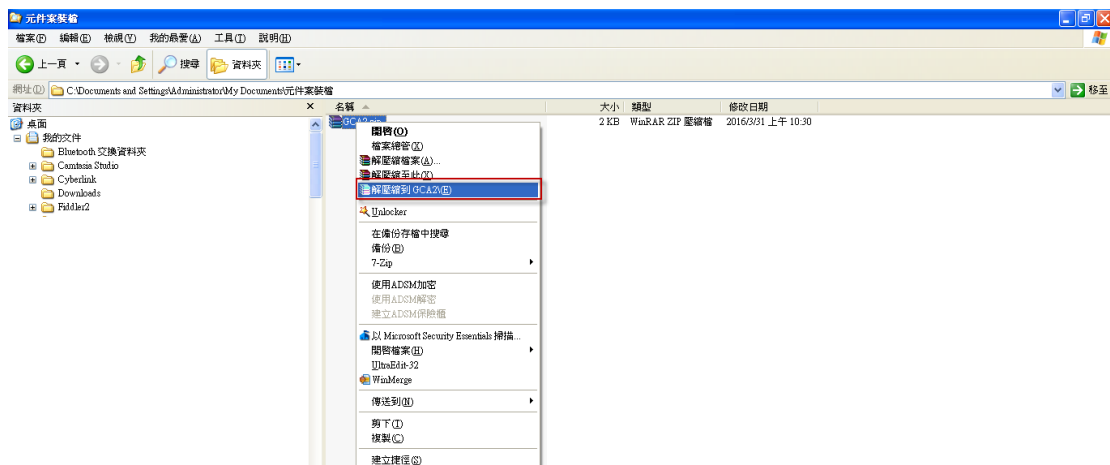 元件案裝檔
檔案(F) 編輯(E) 檢視(V) 我的最愛(A) 工具(T) 說明(H)
上一頁 搜尋 資料夾
網址(D) C:\Documents and Settings\Administrator\My Documents\元件案裝檔 移至
資料夾 × 名稱 大小 類型 修改日期
桌面
我的文件
Bluetooth 交換資料夾
Camtasia Studio
Cyberlink
Downloads
Fiddler2
GCA2.zip 2 KB WinRAR ZIP 壓縮檔 2016/3/31 上午 10:30
開啓(O)
檔案總管(X)
解壓縮檔案(A)...
解壓縮至此(X)
解壓縮到 GCA2\(E)
Unlocker
在備份存檔中搜尋
備份(B)
7-Zip
使用ADSM加密
使用ADSM解密
建立ADSM保險櫃
以 Microsoft Security Essentials 掃描...
開啓檔案(H)
UltraEdit-32
WinMerge
傳送到(N)
剪下(T)
複製(C)
建立捷徑(S)